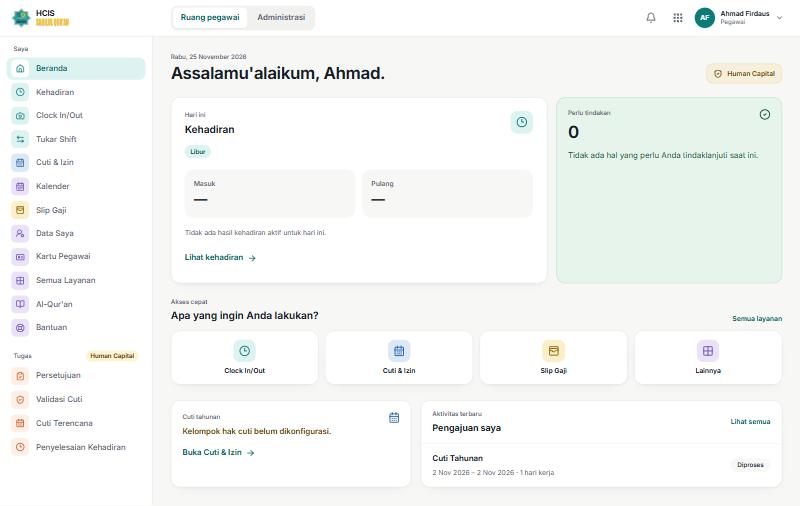 HCIS
Ruang pegawai
Administrasi
AF
Ahmad Firdaus
Pegawai
Saya
Beranda
Kehadiran
Clock In/Out
Tukar Shift
Cuti & Izin
Kalender
Slip Gaji
Data Saya
Kartu Pegawai
Semua Layanan
Al-Qur'an
Bantuan
Tugas
Human Capital
Persetujuan
Validasi Cuti
Cuti Terencana
Penyelesaian Kehadiran
Rabu, 25 November 2026
Assalamu'alaikum, Ahmad.
Human Capital
Hari ini
Kehadiran
Libur
Masuk
—
Pulang
—
Tidak ada hasil kehadiran aktif untuk hari ini.
Lihat kehadiran →
Perlu tindakan
0
Tidak ada hal yang perlu Anda tindaklanjuti saat ini.
Akses cepat
Apa yang ingin Anda lakukan?
Semua layanan
Clock In/Out
Cuti & Izin
Slip Gaji
Lainnya
Cuti tahunan
Kelompok hak cuti belum dikonfigurasi.
Buka Cuti & Izin →
Aktivitas terbaru
Pengajuan saya
Lihat semua
Cuti Tahunan
2 Nov 2026 – 2 Nov 2026 · 1 hari kerja
Diproses